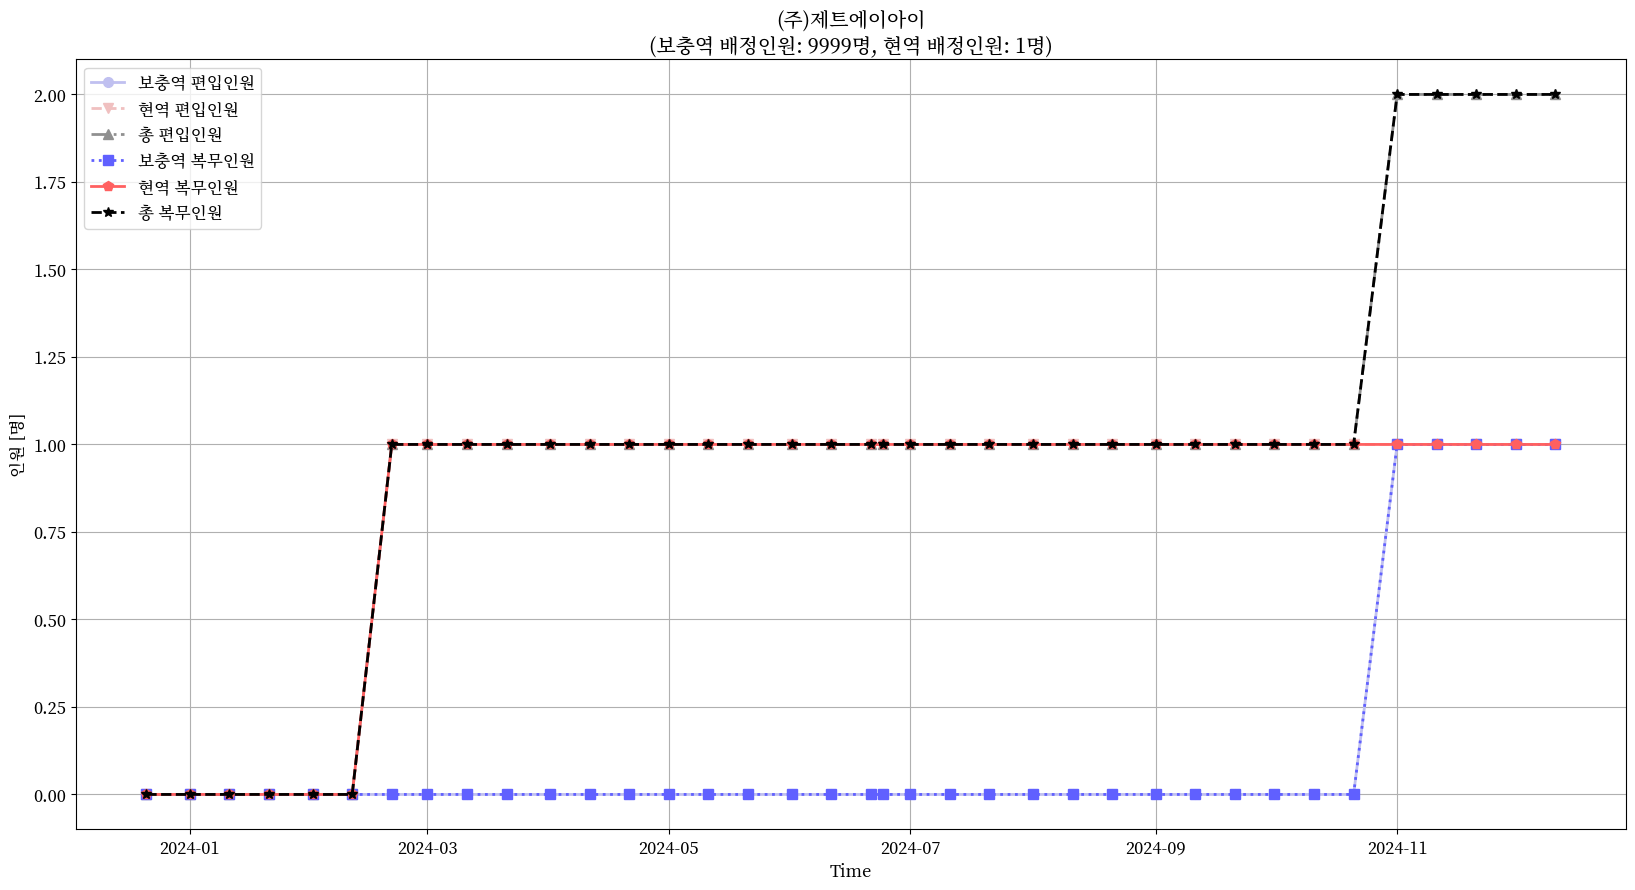 (주)제트에이아이
(보충역 배정인원: 9999명, 현역 배정인원: 1명)
보충역 편입인원
현역 편입인원
총 편입인원
보충역 복무인원
현역 복무인원
총 복무인원
인원 [명]
2.00
1.75
1.50
1.25
1.00
0.75
0.50
0.25
0.00
2024-01
2024-03
2024-05
2024-07
2024-09
2024-11
Time